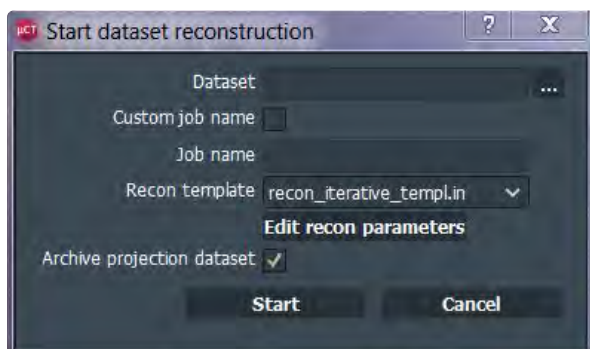 µCT Start dataset reconstruction ? X
Dataset ...
Custom job name
Job name
Recon template recon_iterative_templ.in
Edit recon parameters
Archive projection dataset
Start Cancel